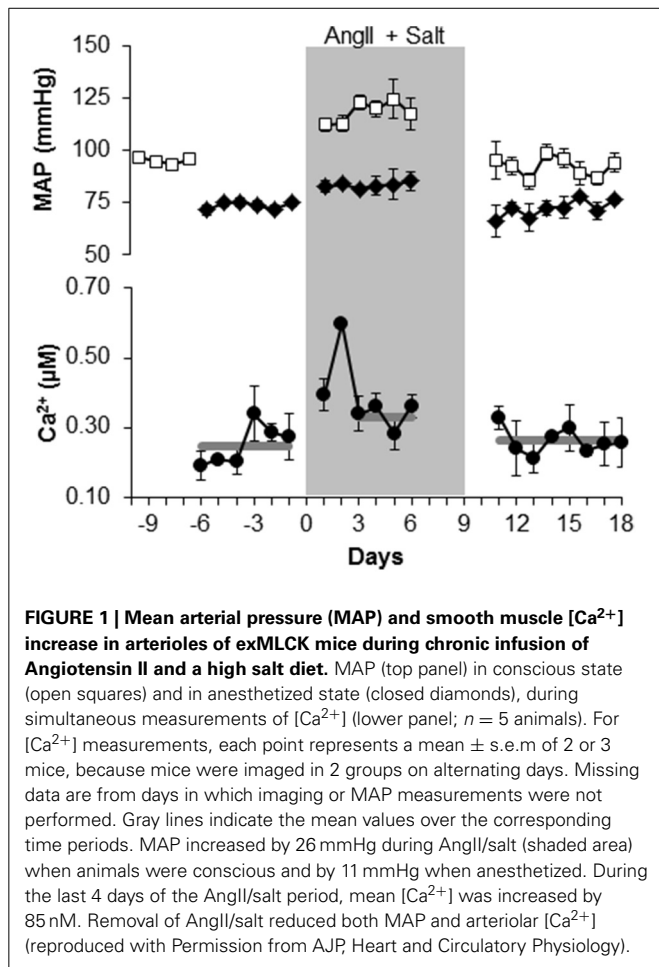 AngII + Salt
150
125
100
75
50
MAP (mmHg)
0.70
0.50
0.30
0.10
Ca²⁺ (µM)
-9 -6 -3 0 3 6 9 12 15 18
Days
FIGURE 1 | Mean arterial pressure (MAP) and smooth muscle [Ca²⁺]
increase in arterioles of exMLCK mice during chronic infusion of
Angiotensin II and a high salt diet. MAP (top panel) in conscious state
(open squares) and in anesthetized state (closed diamonds), during
simultaneous measurements of [Ca²⁺] (lower panel; n = 5 animals). For
[Ca²⁺] measurements, each point represents a mean ± s.e.m of 2 or 3
mice, because mice were imaged in 2 groups on alternating days. Missing
data are from days in which imaging or MAP measurements were not
performed. Gray lines indicate the mean values over the corresponding
time periods. MAP increased by 26 mmHg during AngII/salt (shaded area)
when animals were conscious and by 11 mmHg when anesthetized. During
the last 4 days of the AngII/salt period, mean [Ca²⁺] was increased by
85 nM. Removal of AngII/salt reduced both MAP and arteriolar [Ca²⁺]
(reproduced with Permission from AJP, Heart and Circulatory Physiology).